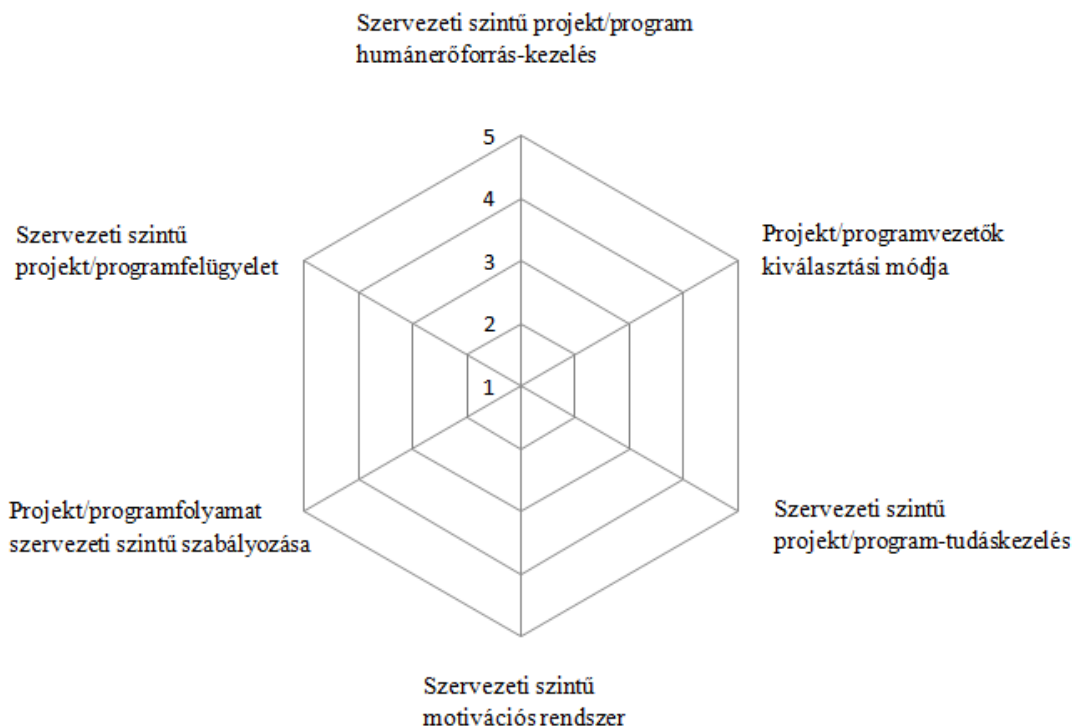 Szervezeti szintű projekt/program
humánerőforrás-kezelés
5
4
3
2
1
Szervezeti szintű
projekt/programfelügyelet
Projekt/programvezetők
kiválasztási módja
Projekt/programfolyamat
szervezeti szintű szabályozása
Szervezeti szintű
projekt/program-tudáskezelés
Szervezeti szintű
motivációs rendszer